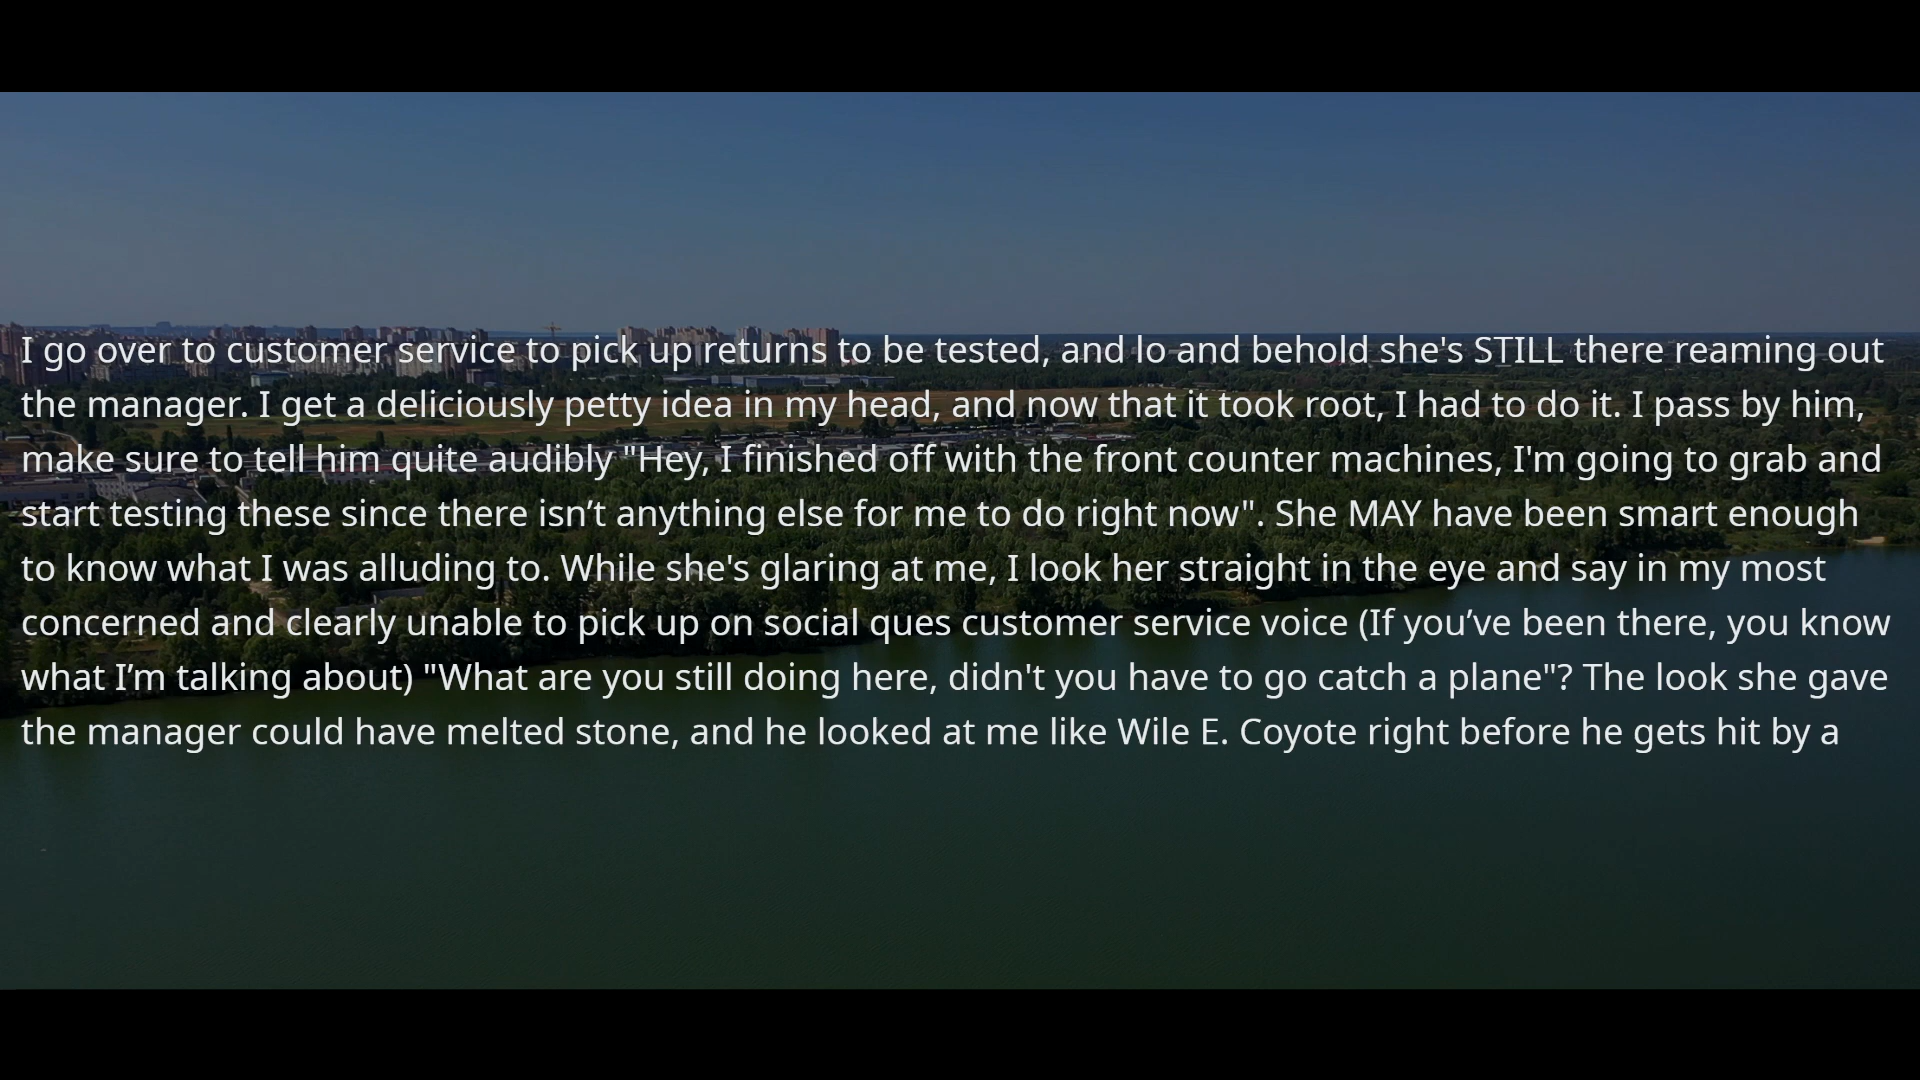 I go over to customer service to pick up returns to be tested, and lo and behold she's STILL there reaming out
the manager. I get a deliciously petty idea in my head, and now that it took root, I had to do it. I pass by him,
make sure to tell him quite audibly "Hey, I finished off with the front counter machines, I'm going to grab and
start testing these since there isn’t anything else for me to do right now". She MAY have been smart enough
to know what I was alluding to. While she's glaring at me, I look her straight in the eye and say in my most
concerned and clearly unable to pick up on social ques customer service voice (If you’ve been there, you know
what I’m talking about) "What are you still doing here, didn't you have to go catch a plane"? The look she gave
the manager could have melted stone, and he looked at me like Wile E. Coyote right before he gets hit by a